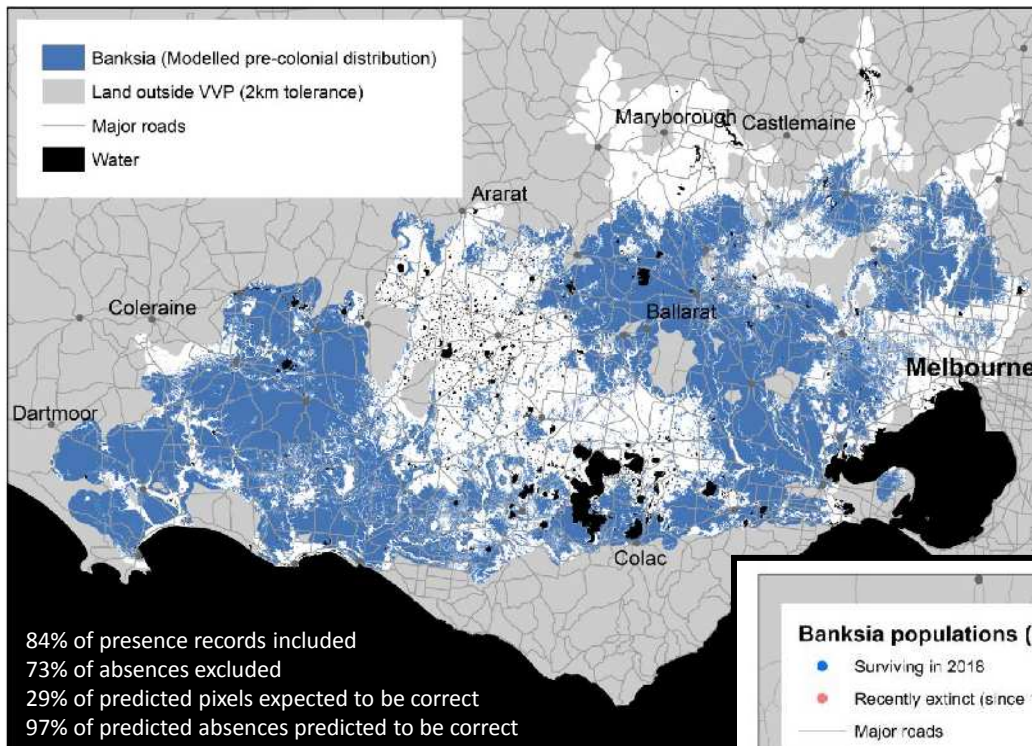 Banksia (Modelled pre-colonial distribution)
Land outside VVP (2km tolerance)
Major roads
Water
Maryborough
Castlemaine
Ararat
Coleraine
Ballarat
Melbourne
Dartmoor
Colac
84% of presence records included
73% of absences excluded
29% of predicted pixels expected to be correct
97% of predicted absences predicted to be correct
Banksia populations (
Surviving in 2018
Recently extinct (since
Major roads